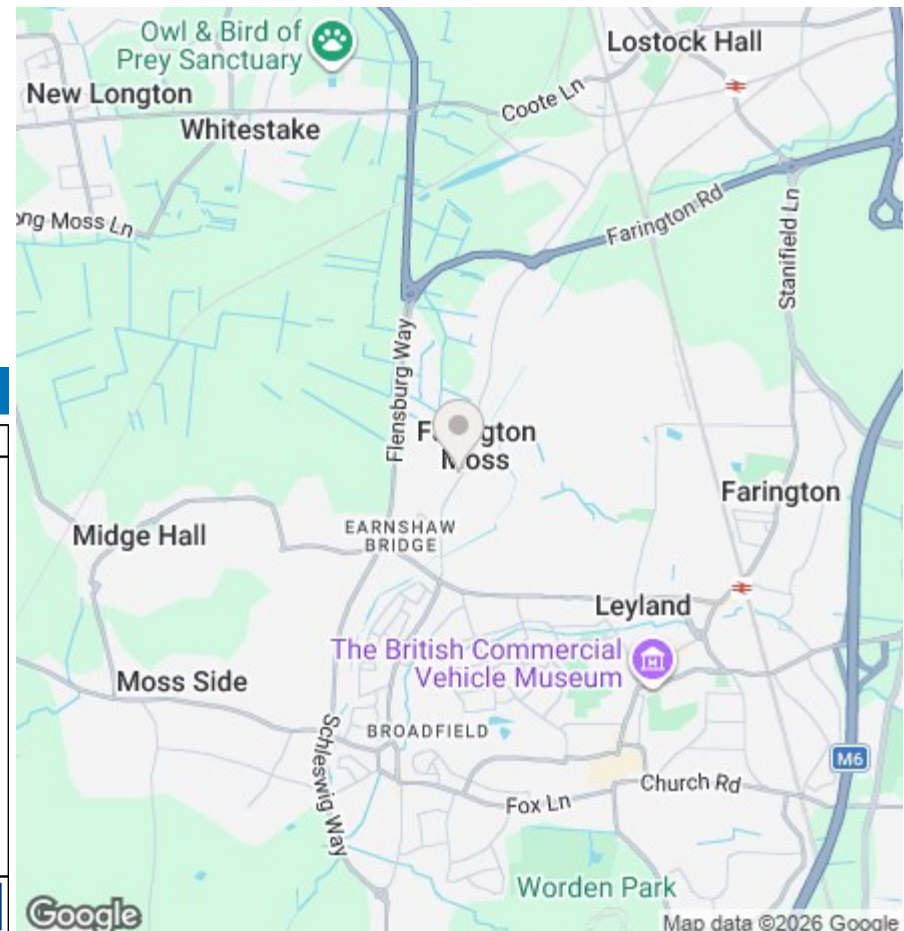 Owl & Bird of
Prey Sanctuary
Lostock Hall
New Longton
Coote Ln
Whitestake
ong Moss Ln
Farington Rd
Stanifield Ln
Flensburg Way
Moss
Farington
Midge Hall
EARNSHAW
BRIDGE
Leyland
The British Commercial
Vehicle Museum
Moss Side
BROADFIELD
Schleswig Way
M6
Church Rd
Fox Ln
Worden Park
Google
Map data ©2026 Google